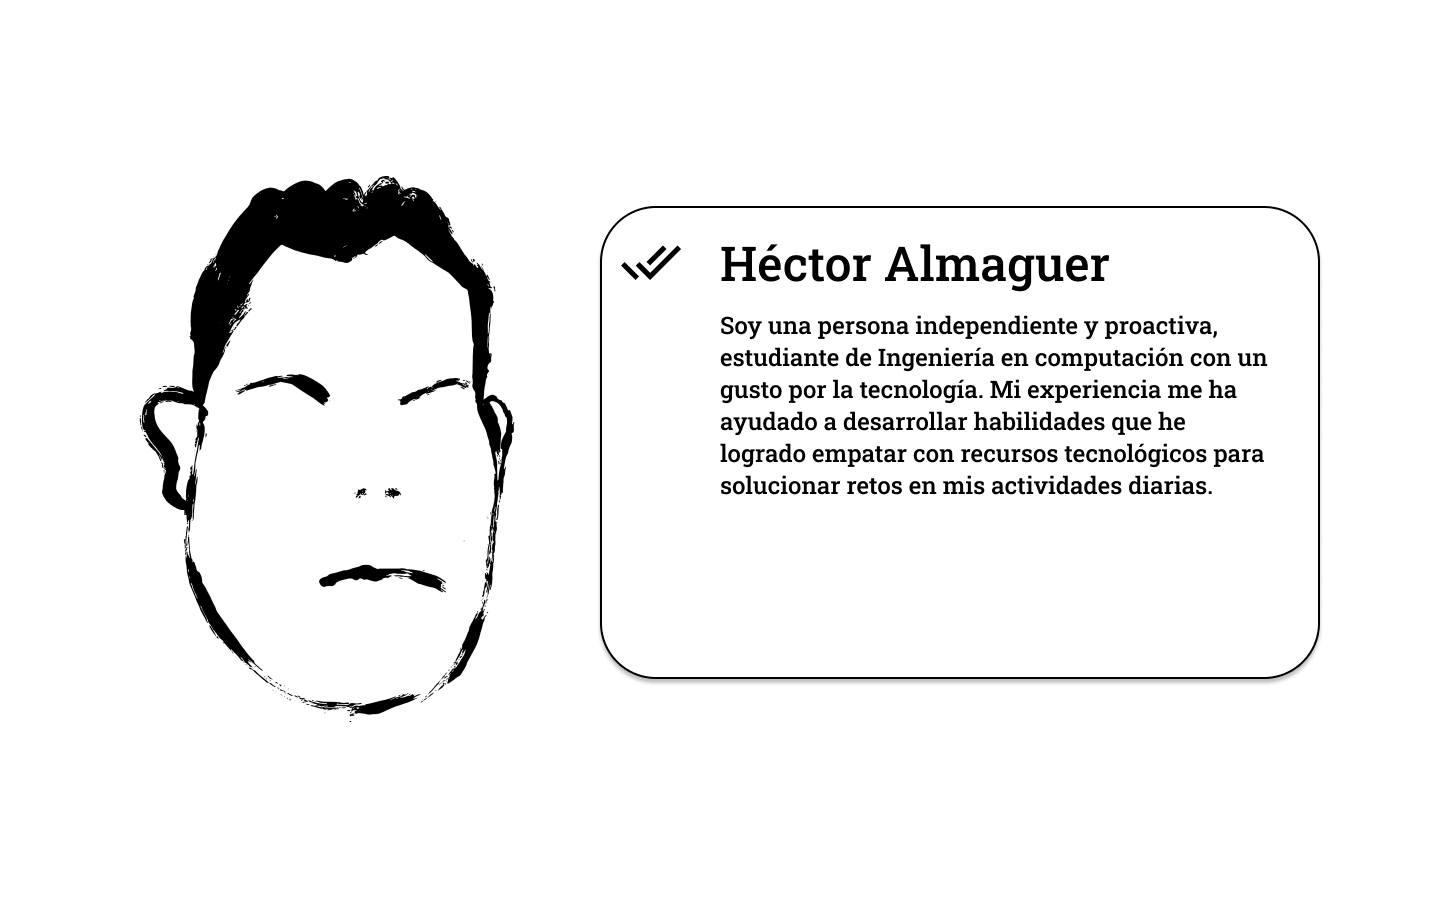 Héctor Almaguer
Soy una persona independiente y proactiva,
estudiante de Ingeniería en computación con un
gusto por la tecnología. Mi experiencia me ha
ayudado a desarrollar habilidades que he
logrado empatar con recursos tecnológicos para
solucionar retos en mis actividades diarias.